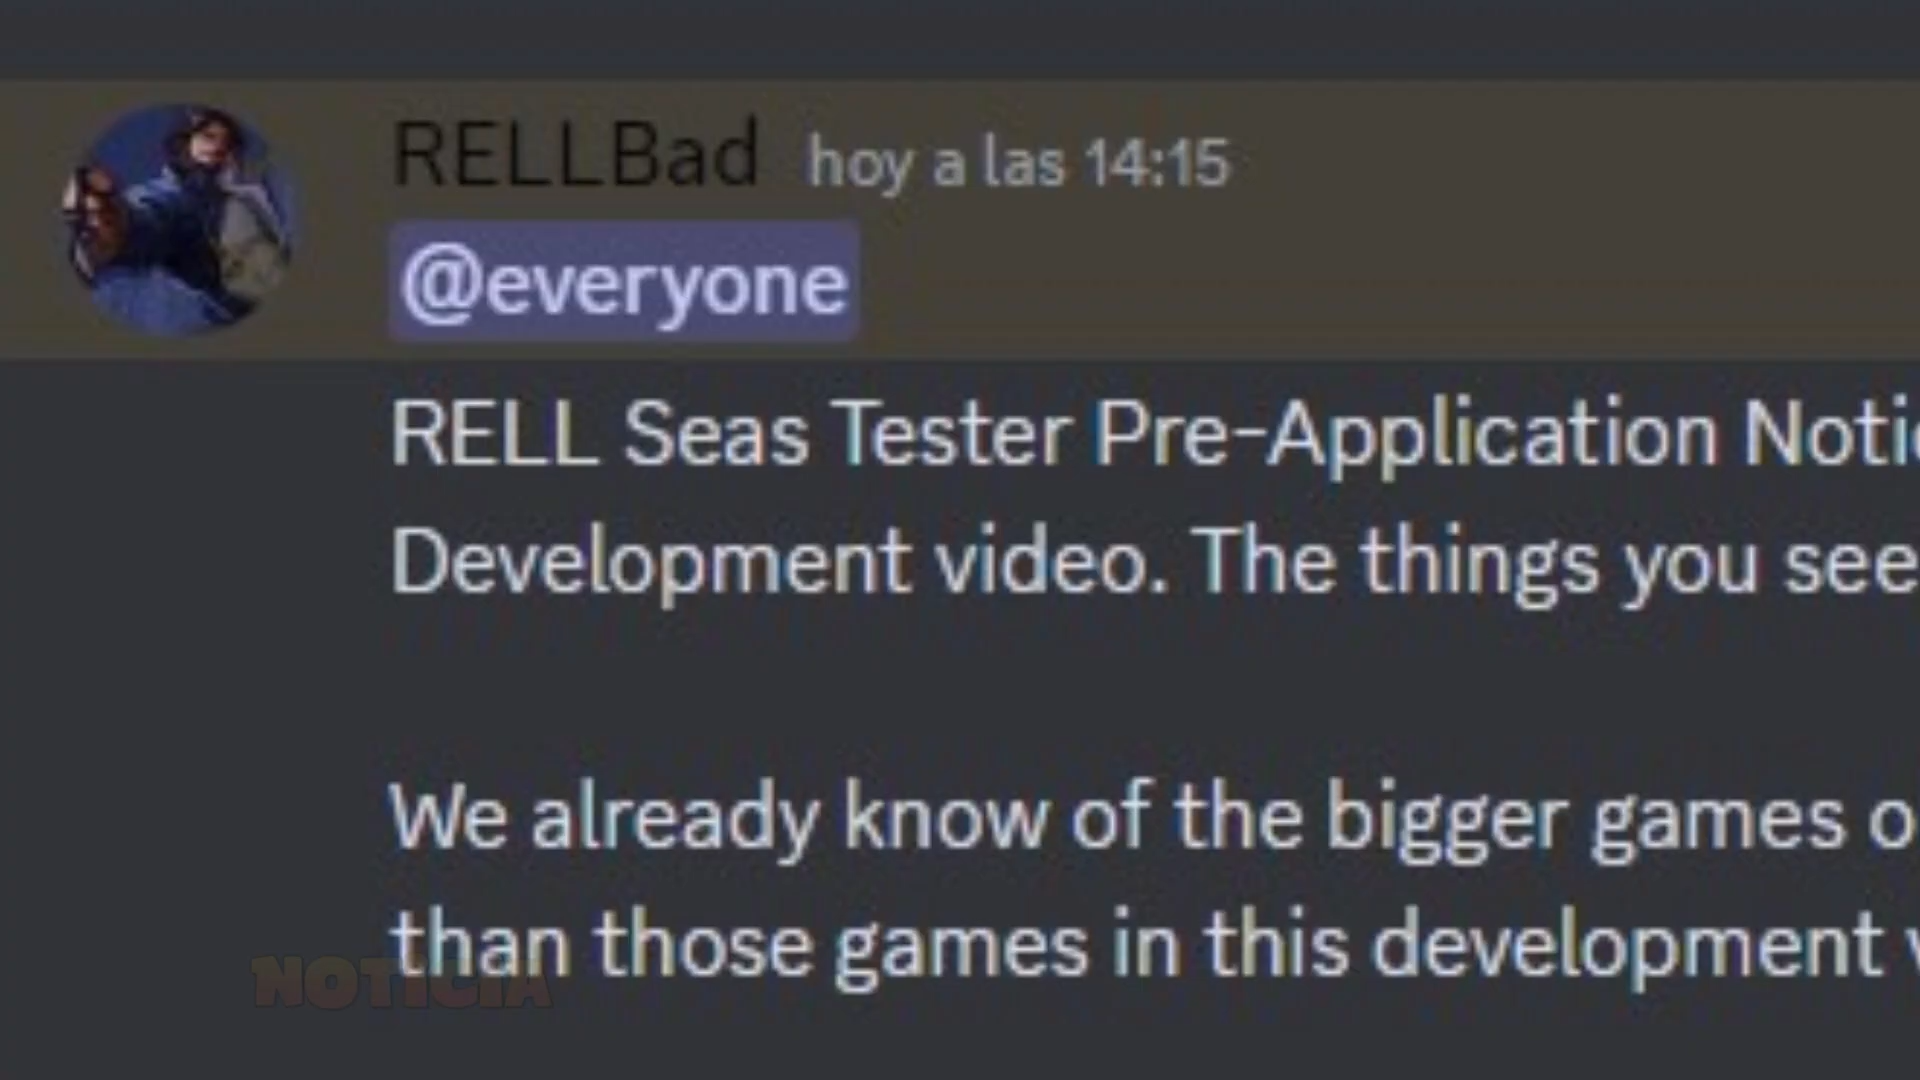 RELLBad hoy a las 14:15
@everyone
RELL Seas Tester Pre-Application
Development video. The things you see
We already know of the bigger games
than those games in this development
NOTICIA